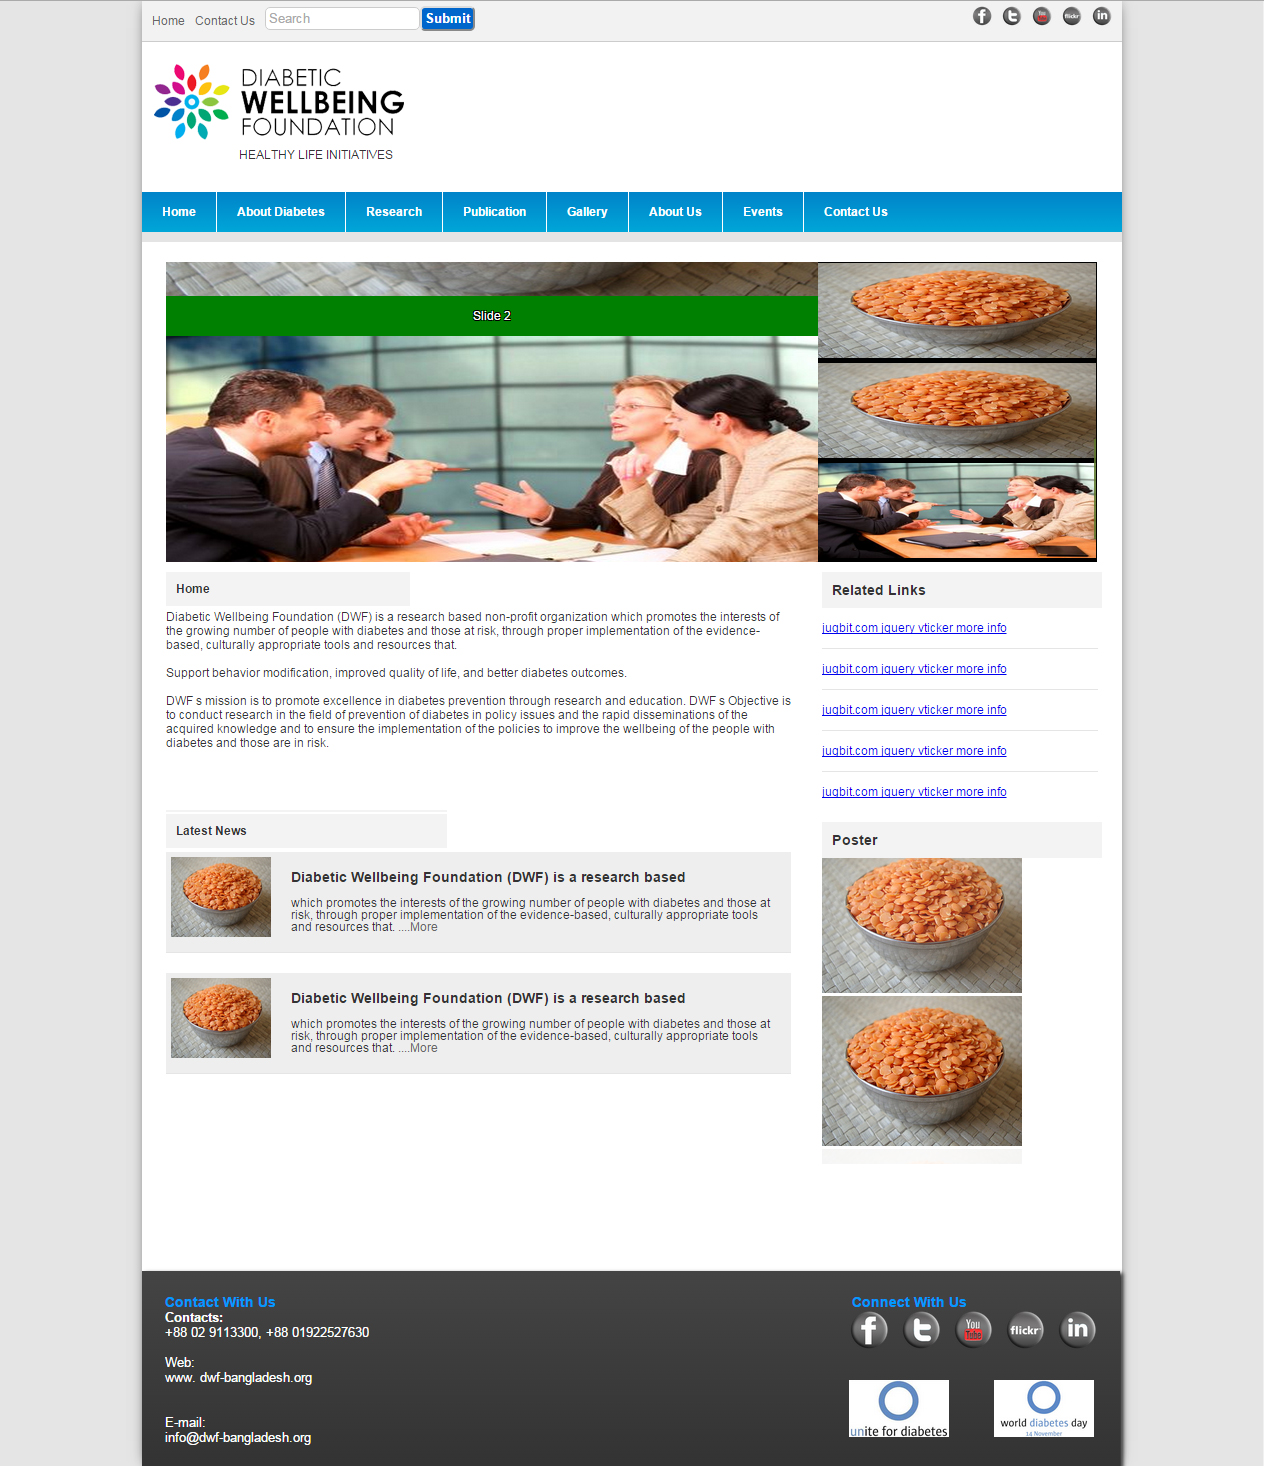 Home Contact Us Search Submit
f t You Tube flickr in
DIABETIC
WELLBEING
FOUNDATION
HEALTHY LIFE INITIATIVES
Home About Diabetes Research Publication Gallery About Us Events Contact Us
Slide 2
Home
Diabetic Wellbeing Foundation (DWF) is a research based non-profit organization which promotes the interests of
the growing number of people with diabetes and those at risk, through proper implementation of the evidence-
based, culturally appropriate tools and resources that.
Support behavior modification, improved quality of life, and better diabetes outcomes.
DWF s mission is to promote excellence in diabetes prevention through research and education. DWF s Objective is
to conduct research in the field of prevention of diabetes in policy issues and the rapid disseminations of the
acquired knowledge and to ensure the implementation of the policies to improve the wellbeing of the people with
diabetes and those are in risk.
Latest News
Diabetic Wellbeing Foundation (DWF) is a research based
which promotes the interests of the growing number of people with diabetes and those at
risk, through proper implementation of the evidence-based, culturally appropriate tools
and resources that. ....More
Diabetic Wellbeing Foundation (DWF) is a research based
which promotes the interests of the growing number of people with diabetes and those at
risk, through proper implementation of the evidence-based, culturally appropriate tools
and resources that. ....More
Related Links
jugbit.com jquery vticker more info
jugbit.com jquery vticker more info
jugbit.com jquery vticker more info
jugbit.com jquery vticker more info
jugbit.com jquery vticker more info
Poster
Contact With Us
Contacts:
+88 02 9113300, +88 01922527630
Web:
www. dwf-bangladesh.org
E-mail:
info@dwf-bangladesh.org
Connect With Us
f t You Tube flickr in
unite for diabetes
world diabetes day
14 November